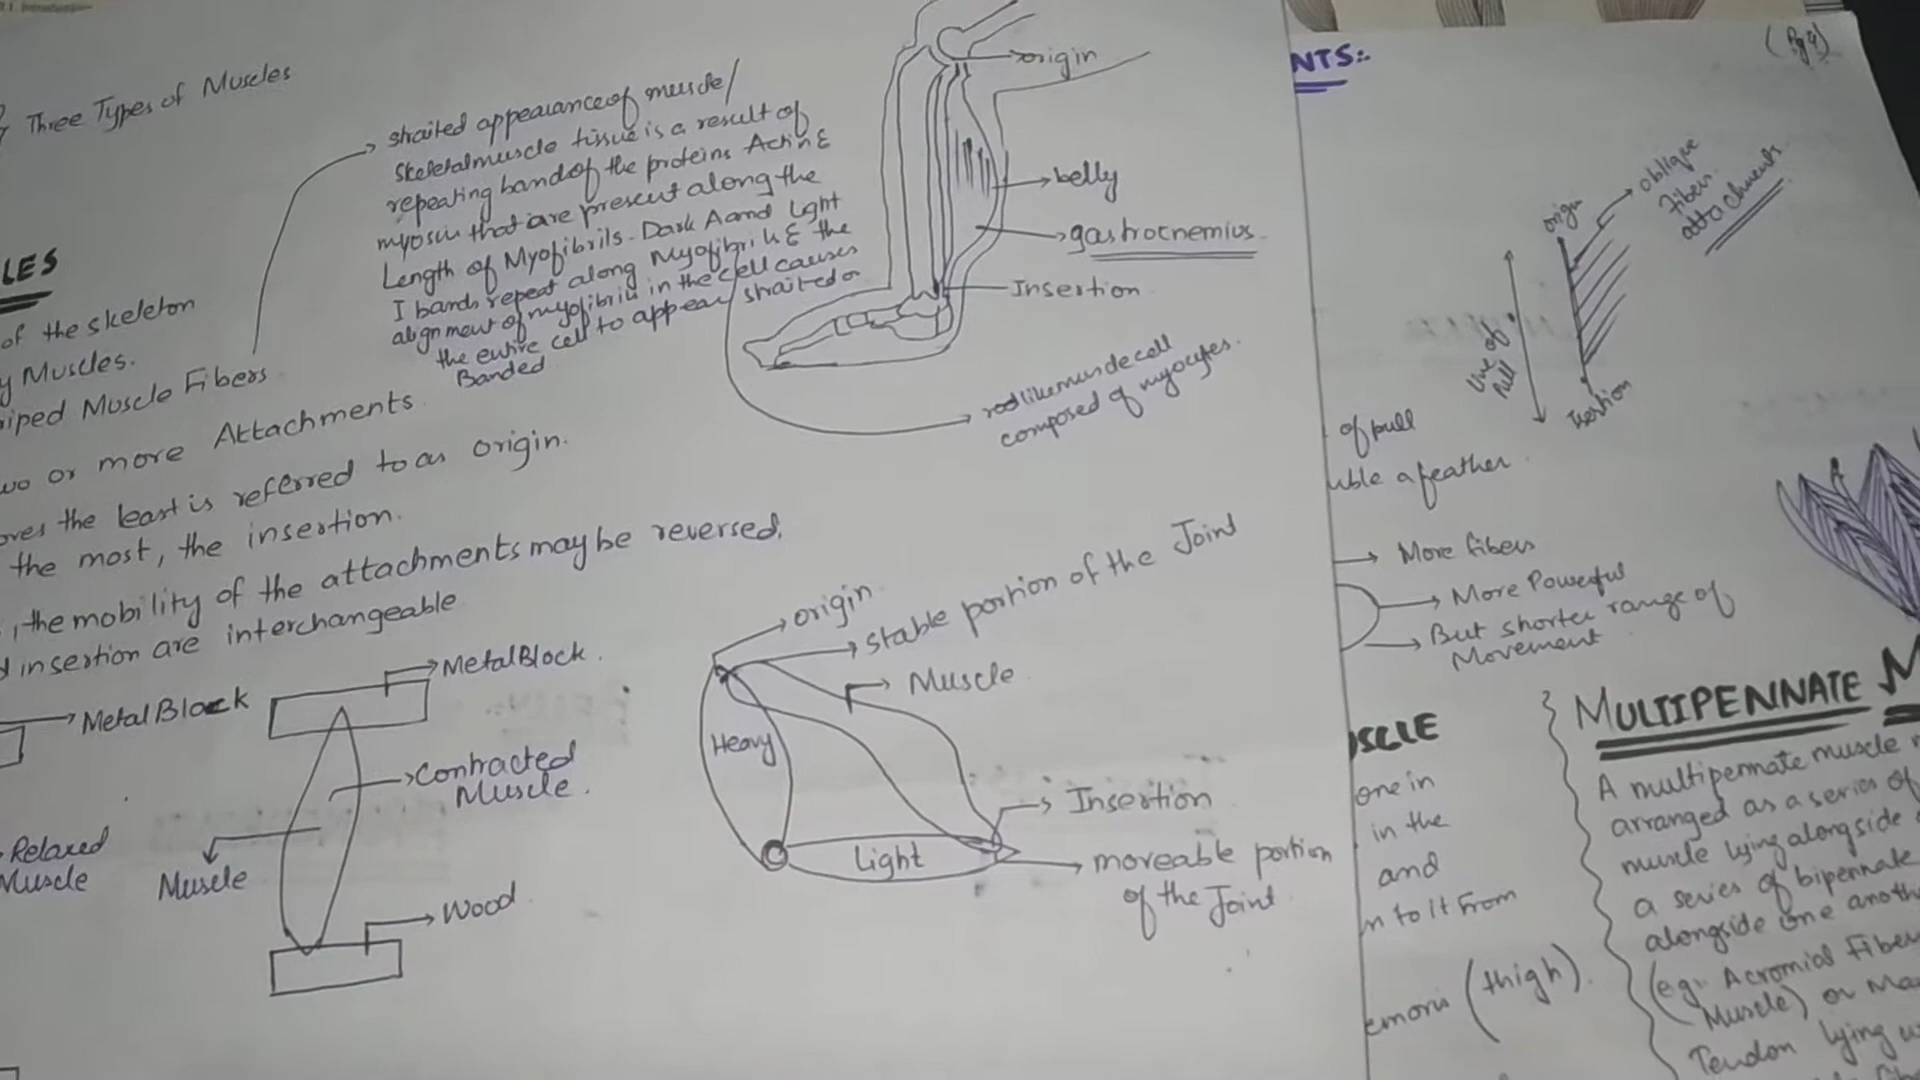 Three Types of Muscles
LES
of the skeleton
y Muscles.
iped Muscle Fibers
wo or more Attachments
oves the least is referred to as origin.
the most, the insertion.
, the mobility of the attachments may be reversed.
d insertion are interchangeable
straited appearance of muscle/
Skeletal muscle tissue is a result of
repeating band of the proteins Actin &
myosin that are present along the
Length of Myofibrils. Dark A and Light
I bands repeat along Myofibrils & the
alignment of myofibrils in the cell causes
the entire cell to appear straited or
Banded
origin
belly
gastrocnemius
Insertion
rod like muscle cell
composed of myocytes.
Metal Block
Relaxed
Muscle
Metal Block
Contracted
Muscle
Muscle
Wood
origin
stable portion of the Joint
Muscle
Heavy
Light
Insertion
moveable portion
of the Joint
NTS:
(Pg 4)
origin
oblique
Fibers
attachments
line of
Pull
Insertion
of pull
uble a feather
More fibers
More Powerful
But shorter range of
Movement
USCLE
one in
in the
and
n to It From
emoris (thigh).
MULTIPENNATE M
A multipennate muscle
arranged as a series of
muscle lying alongside
a series of bipennate
alongside one anoth
(eg. Acromial Fiber
Muscle) or
Tendon lying